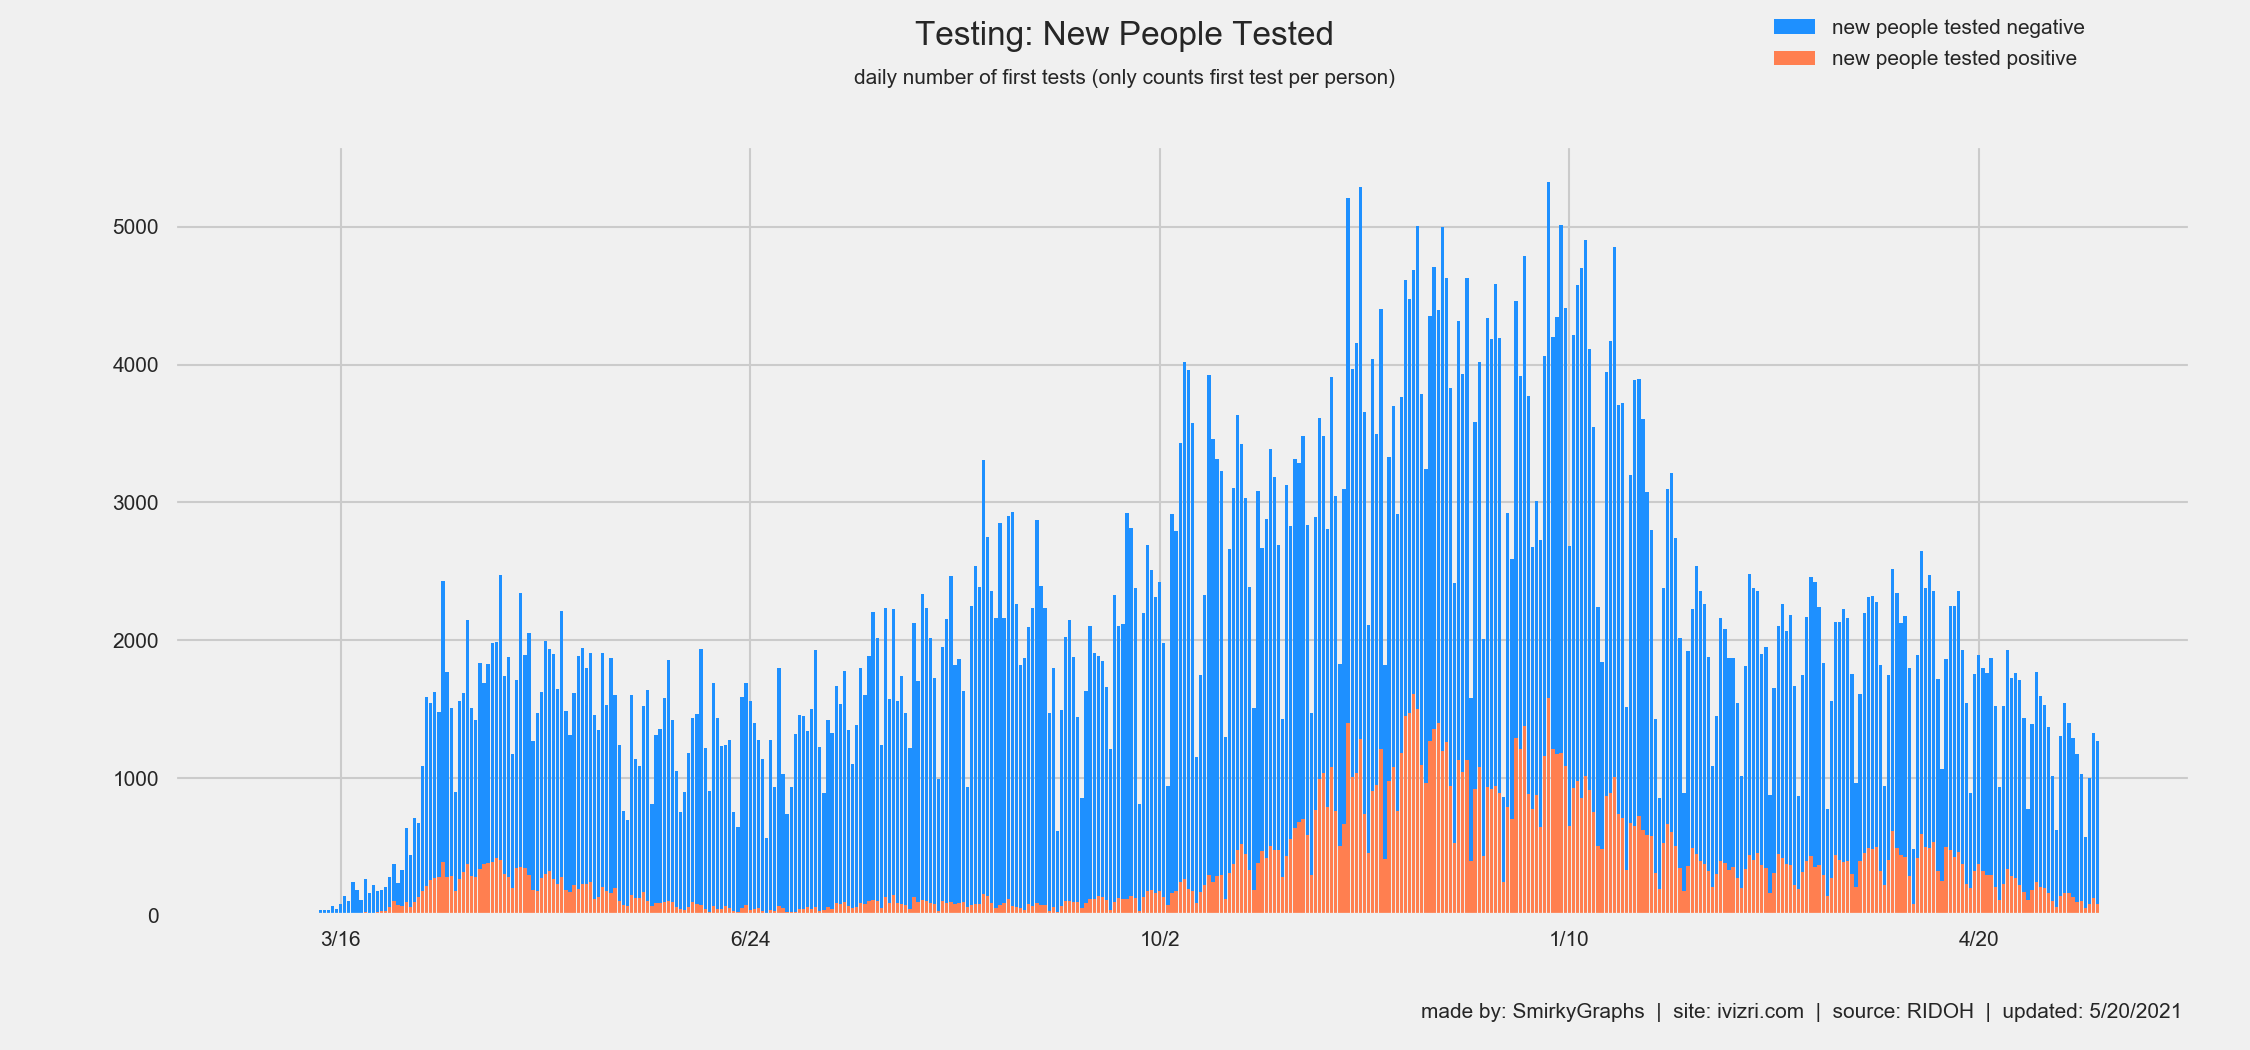 Testing: New People Tested
daily number of first tests (only counts first test per person)
new people tested negative
new people tested positive
5000
4000
3000
2000
1000
0
3/16
6/24
10/2
1/10
4/20
made by: SmirkyGraphs | site: ivizri.com | source: RIDOH | updated: 5/20/2021